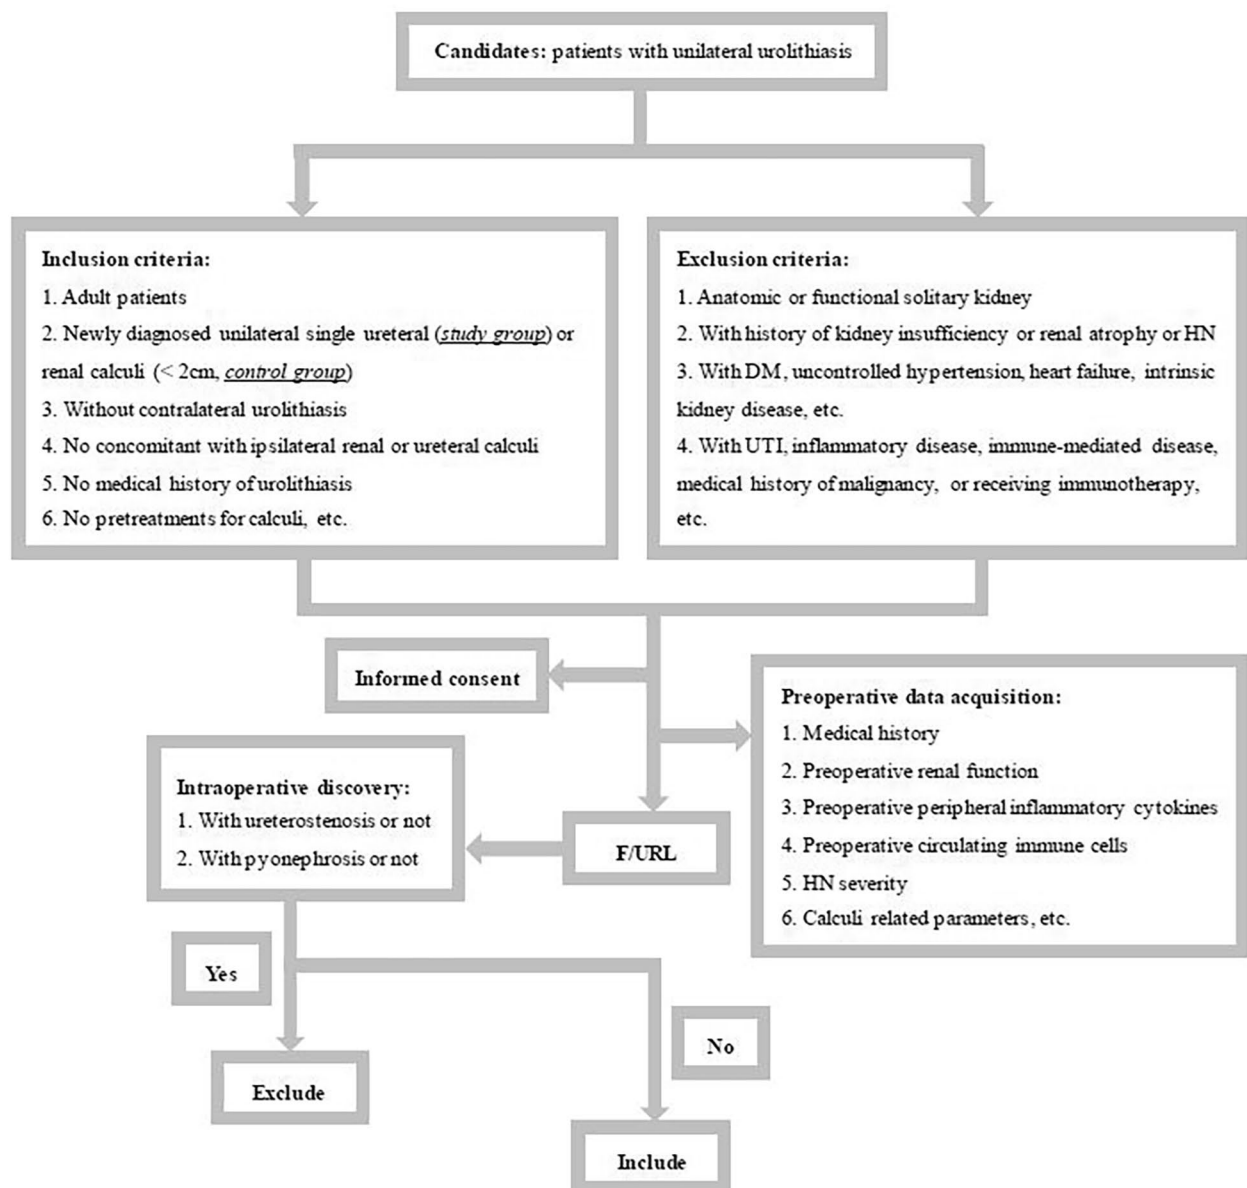 Candidates: patients with unilateral urolithiasis
Inclusion criteria:
1. Adult patients
2. Newly diagnosed unilateral single ureteral (study group) or
renal calculi (< 2cm, control group)
3. Without contralateral urolithiasis
4. No concomitant with ipsilateral renal or ureteral calculi
5. No medical history of urolithiasis
6. No pretreatments for calculi, etc.
Exclusion criteria:
1. Anatomic or functional solitary kidney
2. With history of kidney insufficiency or renal atrophy or HN
3. With DM, uncontrolled hypertension, heart failure, intrinsic
kidney disease, etc.
4. With UTI, inflammatory disease, immune-mediated disease,
medical history of malignancy, or receiving immunotherapy,
etc.
Informed consent
Preoperative data acquisition:
1. Medical history
2. Preoperative renal function
3. Preoperative peripheral inflammatory cytokines
4. Preoperative circulating immune cells
5. HN severity
6. Calculi related parameters, etc.
Intraoperative discovery:
1. With ureterostenosis or not
2. With pyonephrosis or not
F/URL
Yes
No
Exclude
Include